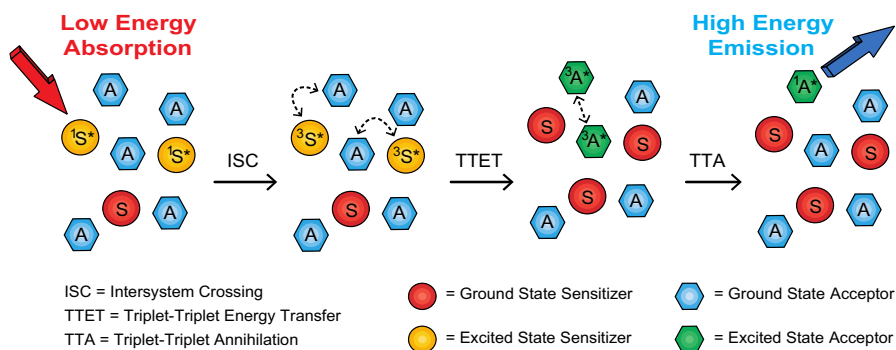 Low Energy
Absorption
High Energy
Emission
A
A
¹S*
A
¹S*
S
A
A
ISC
A
A
³S*
A
³S*
S
A
A
TTET
³A*
A
S
³A*
S
S
A
A
TTA
¹A*
A
S
A
S
S
A
A
ISC = Intersystem Crossing
TTET = Triplet-Triplet Energy Transfer
TTA = Triplet-Triplet Annihilation
= Ground State Sensitizer
= Excited State Sensitizer
= Ground State Acceptor
= Excited State Acceptor